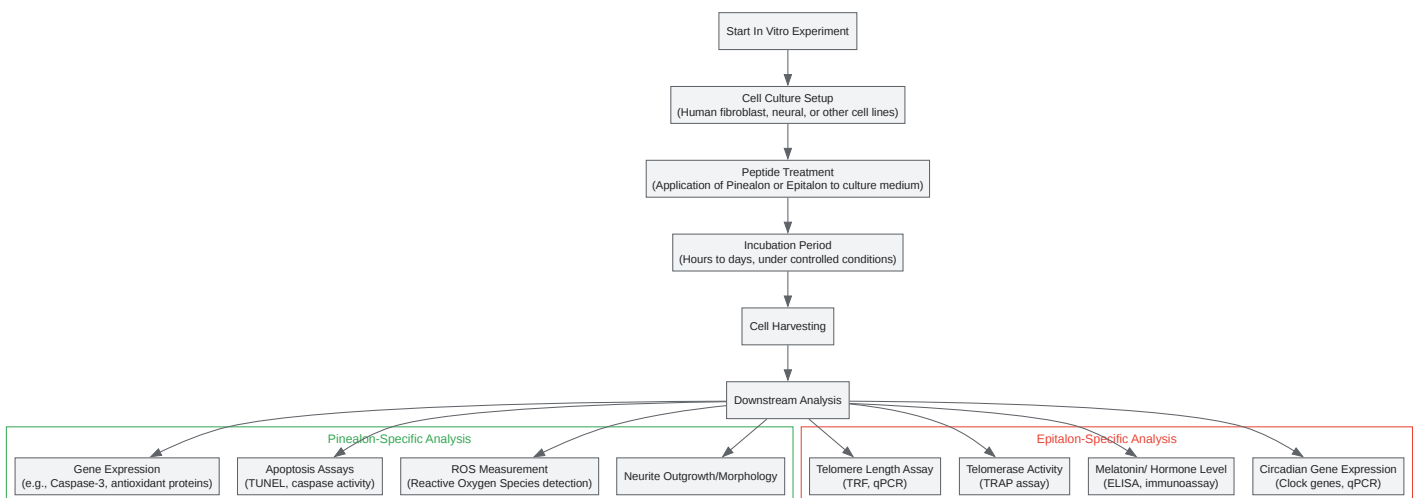 Start In Vitro Experiment
Cell Culture Setup
(Human fibroblast, neural, or other cell lines)
Peptide Treatment
(Application of Pinealon or Epitalon to culture medium)
Incubation Period
(Hours to days, under controlled conditions)
Cell Harvesting
Downstream Analysis
Pinealon-Specific Analysis
Gene Expression
(e.g., Caspase-3, antioxidant proteins)
Apoptosis Assays
(TUNEL, caspase activity)
ROS Measurement
(Reactive Oxygen Species detection)
Neurite Outgrowth/Morphology
Epitalon-Specific Analysis
Telomere Length Assay
(TRF, qPCR)
Telomerase Activity
(TRAP assay)
Melatonin/ Hormone Level
(ELISA, immunoassay)
Circadian Gene Expression
(Clock genes, qPCR)